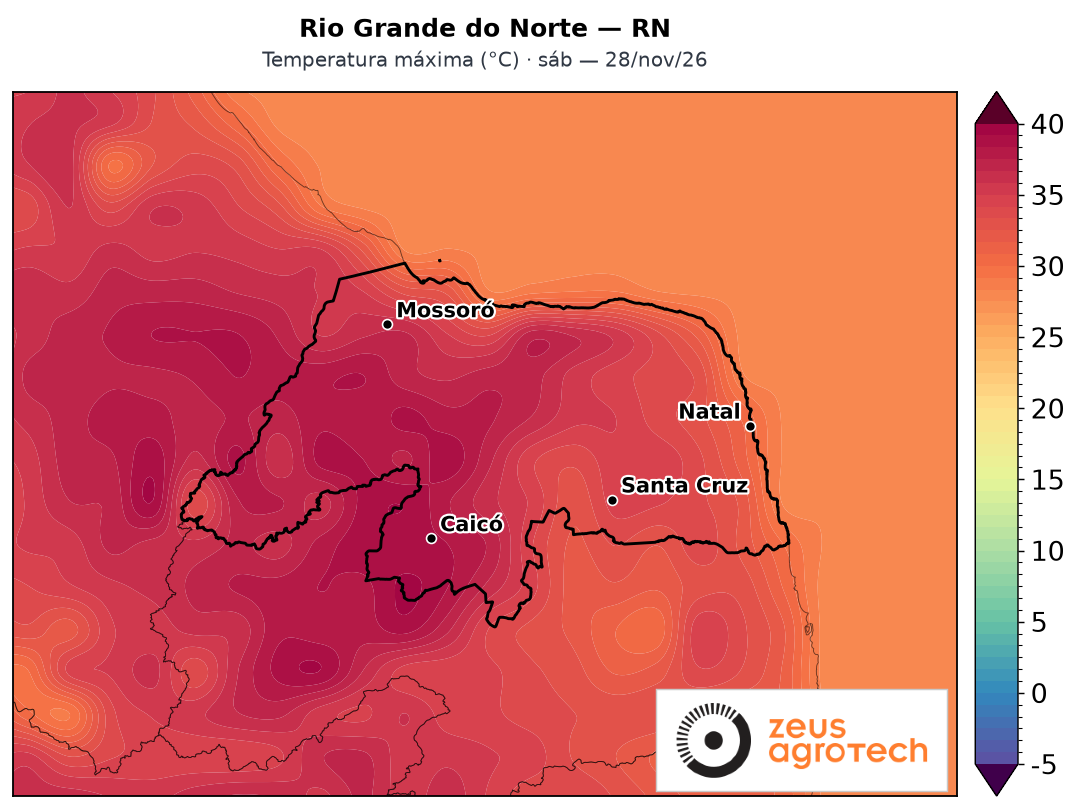 Rio Grande do Norte — RN
Temperatura máxima (°C) · sáb — 28/nov/26
Mossoró
Natal
Santa Cruz
Caicó
40
35
30
25
20
15
10
5
0
-5
zeus
agrotech